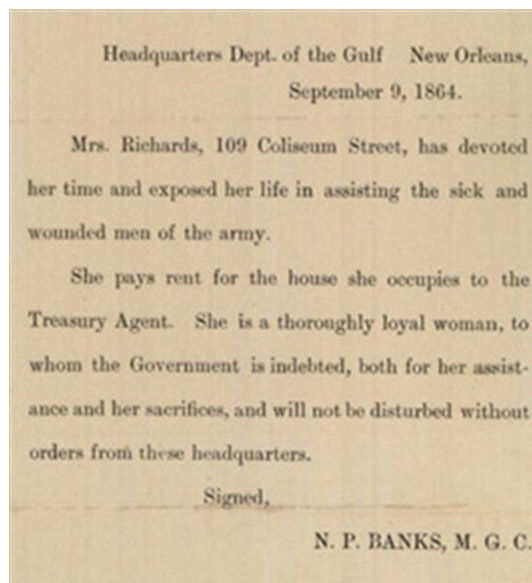 Headquarters Dept. of the Gulf New Orleans,
September 9, 1864.
Mrs. Richards, 109 Coliseum Street, has devoted
her time and exposed her life in assisting the sick and
wounded men of the army.
She pays rent for the house she occupies to the
Treasury Agent. She is a thoroughly loyal woman, to
whom the Government is indebted, both for her assist-
ance and her sacrifices, and will not be disturbed without
orders from these headquarters.
Signed,
N. P. BANKS, M. G. C.